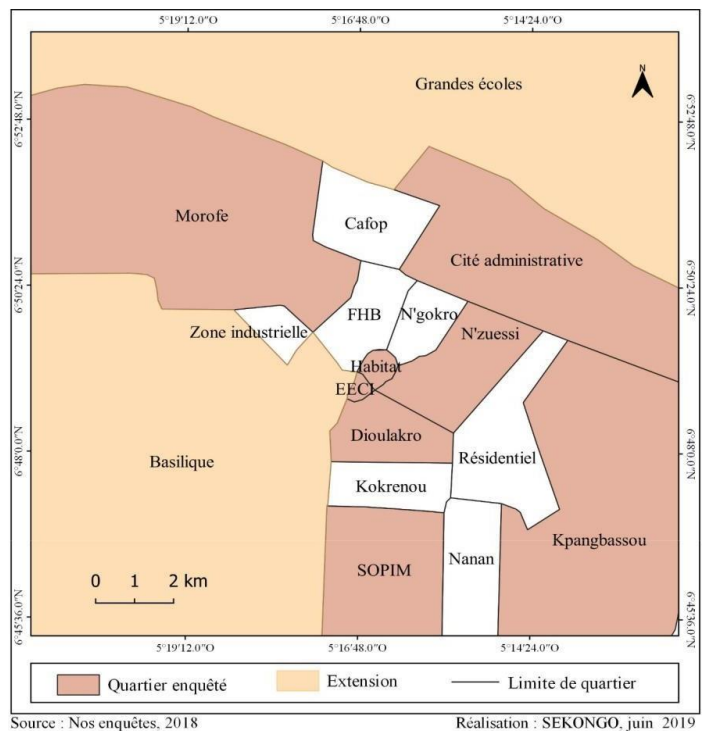 5°19'12.0"O 5°16'48.0"O 5°14'24.0"O
Grandes écoles
N
6°52'48.0"N
6°52'48.0"N
Morofe
Cafop
Cité administrative
6°50'24.0"N
6°50'24.0"N
Zone industrielle
FHB
N'gokro
N'zuessi
Habitat
EECI
Dioulakro
Basilique
Résidentiel
6°48'0.0"N
6°48'0.0"N
Kokrenou
SOPIM
Nanan
Kpangbassou
0 1 2 km
6°45'36.0"N
6°45'36.0"N
5°19'12.0"O 5°16'48.0"O 5°14'24.0"O
Quartier enquêté Extension Limite de quartier
Source : Nos enquêtes, 2018 Réalisation : SEKONGO, juin 2019